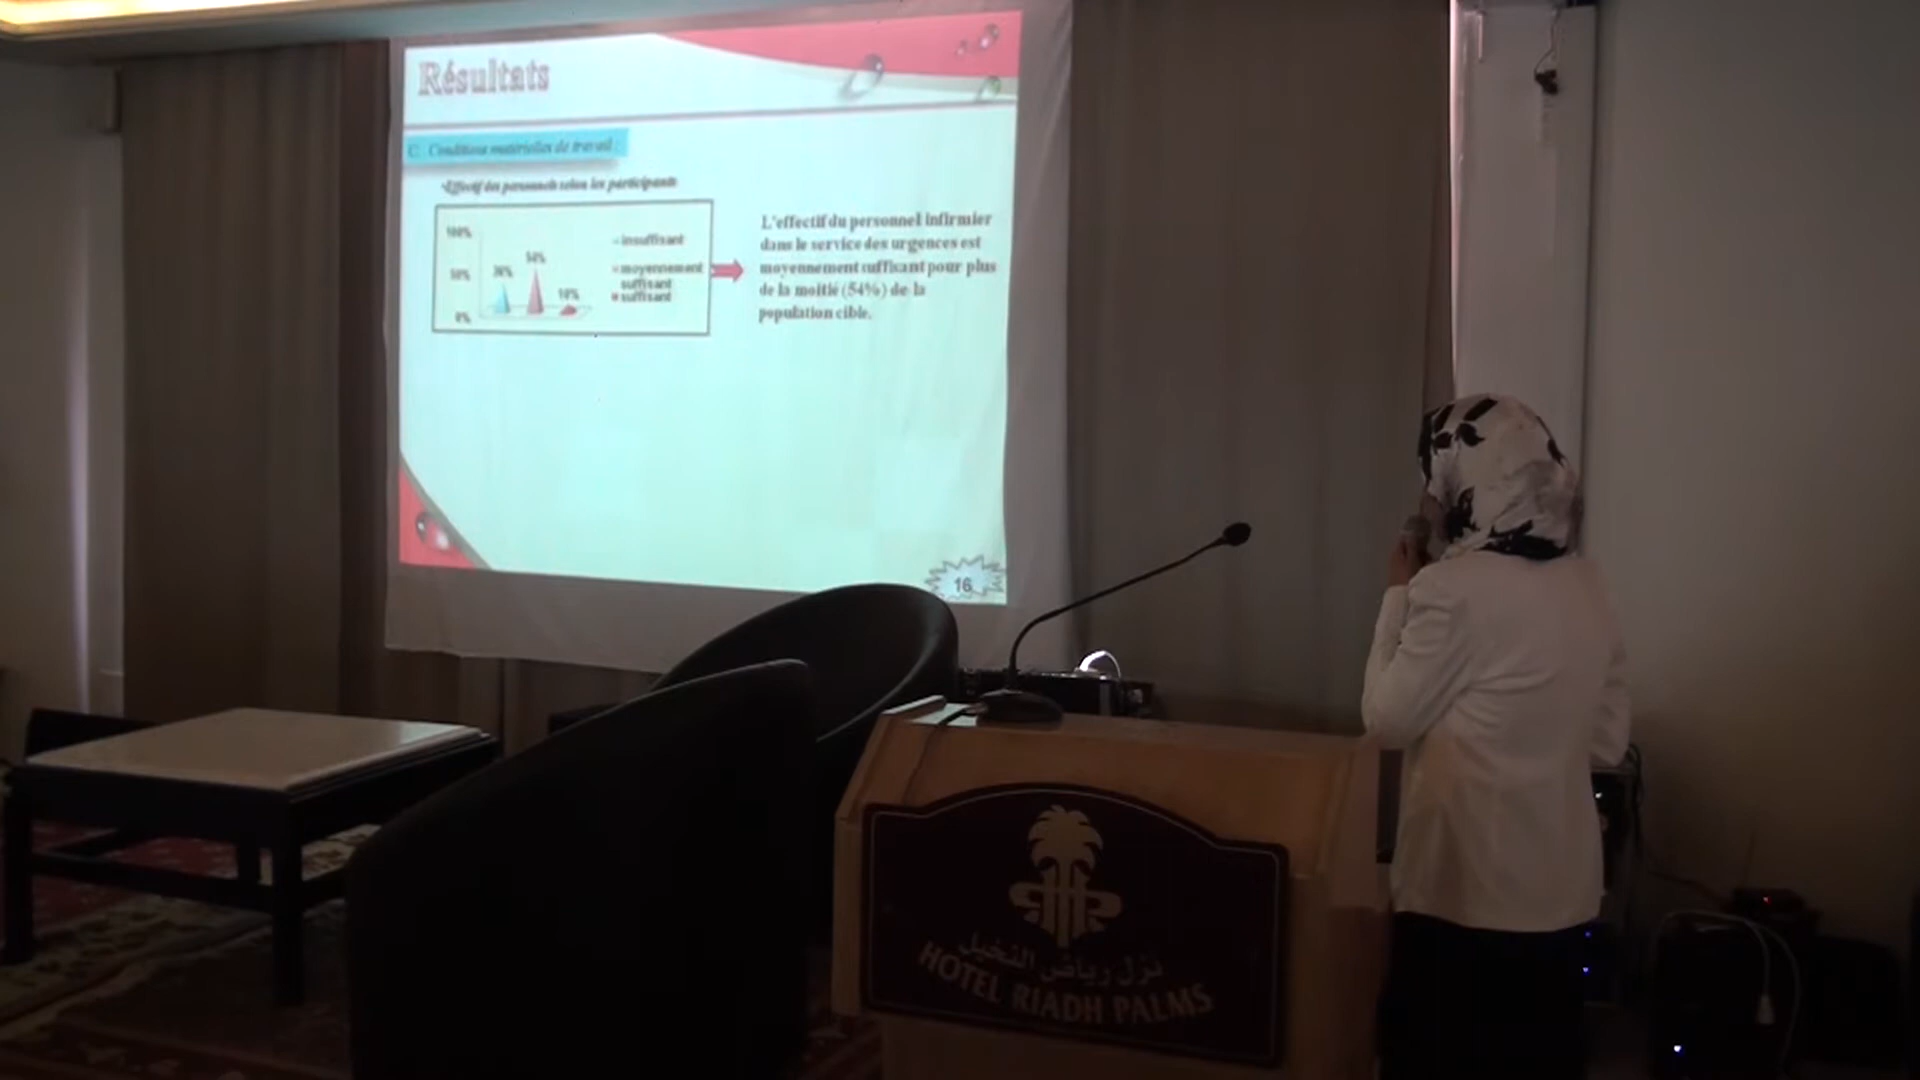 Résultats
C. Conditions matérielles de travail :
•Effectif des personnels selon les participants
100%
50%
0%
36%
54%
10%
insuffisant
moyennement
suffisant
suffisant
L'effectif du personnel infirmier
dans le service des urgences est
moyennement suffisant pour plus
de la moitié (54%) de la
population cible.
16
نزل رياض النخيل
HOTEL RIADH PALMS